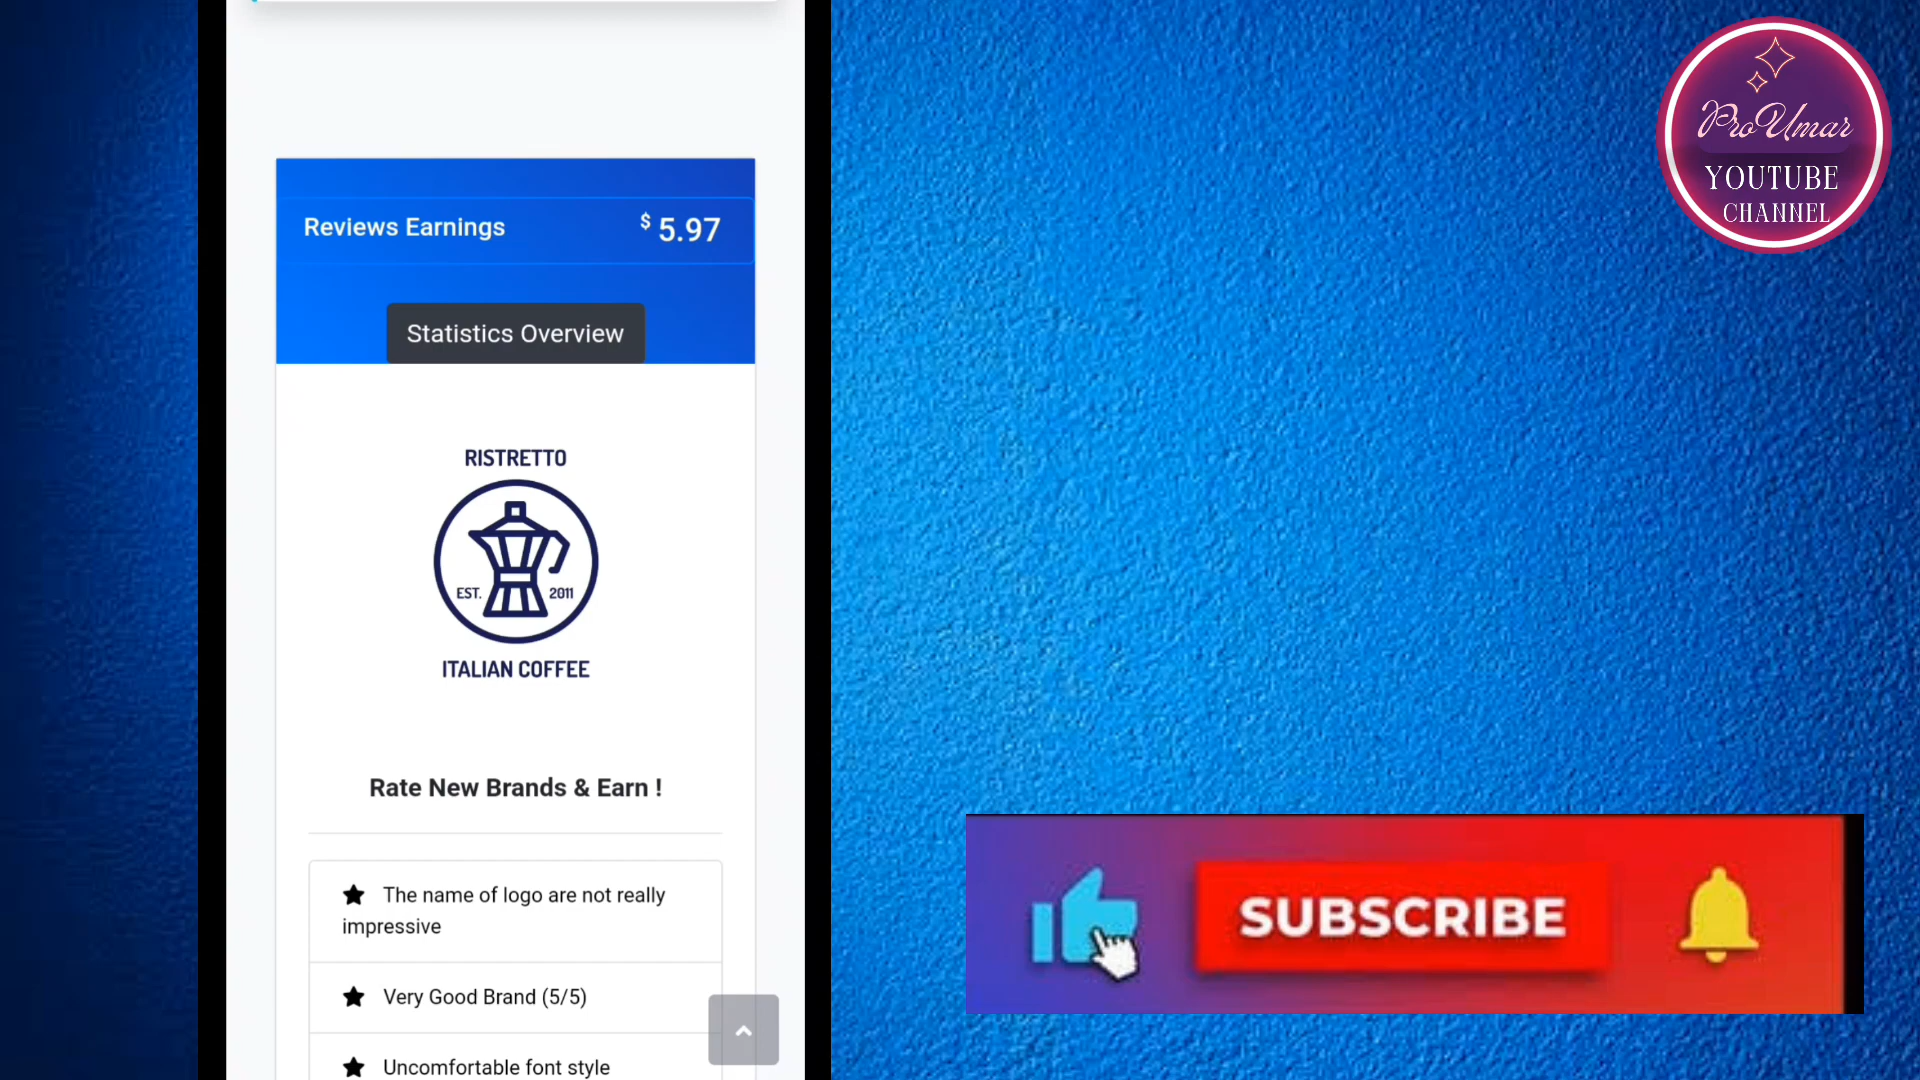 Reviews Earnings
$ 5.97
Statistics Overview
RISTRETTO
EST. 2011
ITALIAN COFFEE
Rate New Brands & Earn !
The name of logo are not really
impressive
Very Good Brand (5/5)
Uncomfortable font style
ProUmar
YOUTUBE
CHANNEL
SUBSCRIBE